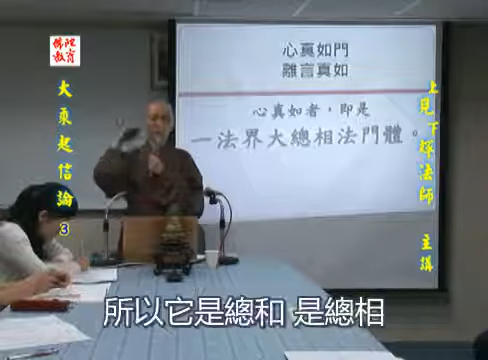 佛陀
教育
大乘起信論
3
心真如門
離言真如
心真如者，即是
一法界大總相法門體。
上見下輝法師 主講
所以它是總和 是總相